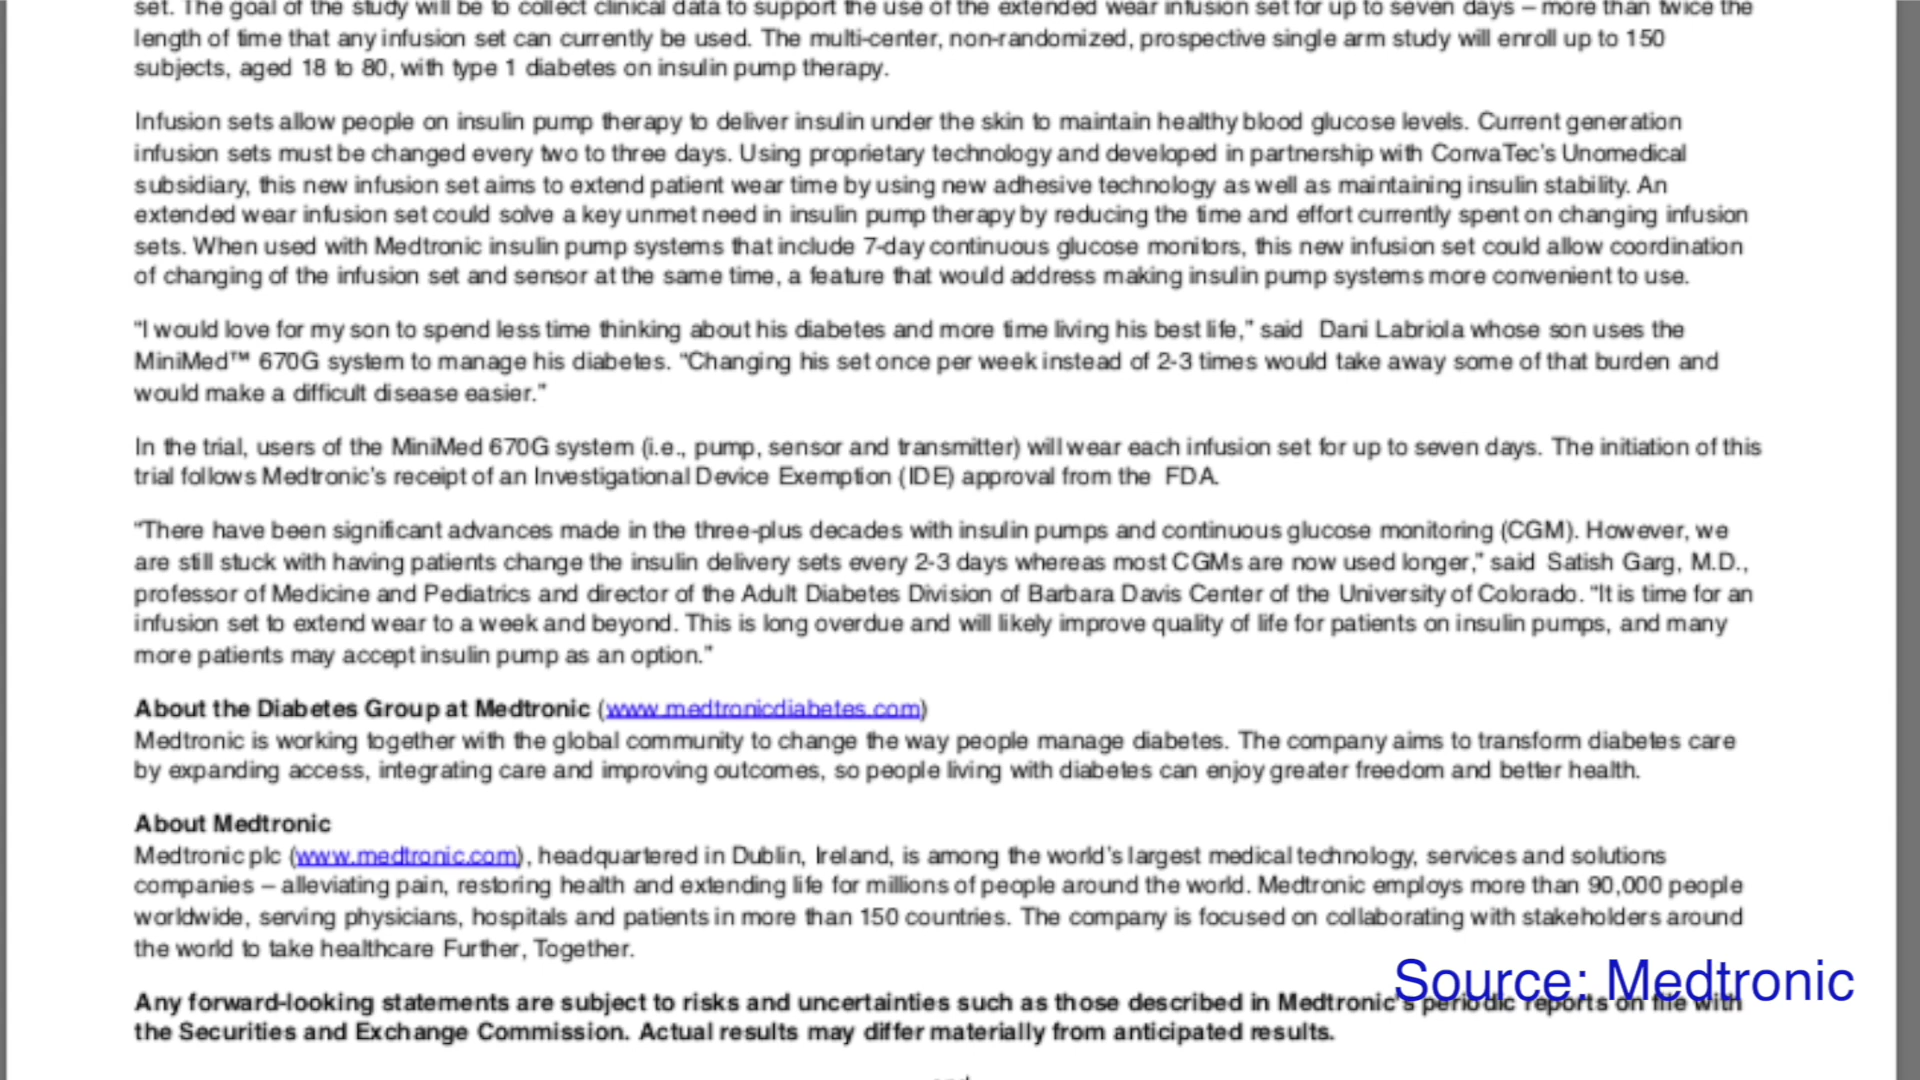 set. The goal of the study will be to collect clinical data to support the use of the extended wear infusion set for up to seven days – more than twice the
length of time that any infusion set can currently be used. The multi-center, non-randomized, prospective single arm study will enroll up to 150
subjects, aged 18 to 80, with type 1 diabetes on insulin pump therapy.
Infusion sets allow people on insulin pump therapy to deliver insulin under the skin to maintain healthy blood glucose levels. Current generation
infusion sets must be changed every two to three days. Using proprietary technology and developed in partnership with ConvaTec’s Unomedical
subsidiary, this new infusion set aims to extend patient wear time by using new adhesive technology as well as maintaining insulin stability. An
extended wear infusion set could solve a key unmet need in insulin pump therapy by reducing the time and effort currently spent on changing infusion
sets. When used with Medtronic insulin pump systems that include 7-day continuous glucose monitors, this new infusion set could allow coordination
of changing of the infusion set and sensor at the same time, a feature that would address making insulin pump systems more convenient to use.
“I would love for my son to spend less time thinking about his diabetes and more time living his best life,” said Dani Labriola whose son uses the
MiniMed™ 670G system to manage his diabetes. “Changing his set once per week instead of 2-3 times would take away some of that burden and
would make a difficult disease easier.”
In the trial, users of the MiniMed 670G system (i.e., pump, sensor and transmitter) will wear each infusion set for up to seven days. The initiation of this
trial follows Medtronic’s receipt of an Investigational Device Exemption (IDE) approval from the FDA.
“There have been significant advances made in the three-plus decades with insulin pumps and continuous glucose monitoring (CGM). However, we
are still stuck with having patients change the insulin delivery sets every 2-3 days whereas most CGMs are now used longer,” said Satish Garg, M.D.,
professor of Medicine and Pediatrics and director of the Adult Diabetes Division of Barbara Davis Center of the University of Colorado. “It is time for an
infusion set to extend wear to a week and beyond. This is long overdue and will likely improve quality of life for patients on insulin pumps, and many
more patients may accept insulin pump as an option.”
About the Diabetes Group at Medtronic (www.medtronicdiabetes.com)
Medtronic is working together with the global community to change the way people manage diabetes. The company aims to transform diabetes care
by expanding access, integrating care and improving outcomes, so people living with diabetes can enjoy greater freedom and better health.
About Medtronic
Medtronic plc (www.medtronic.com), headquartered in Dublin, Ireland, is among the world’s largest medical technology, services and solutions
companies – alleviating pain, restoring health and extending life for millions of people around the world. Medtronic employs more than 90,000 people
worldwide, serving physicians, hospitals and patients in more than 150 countries. The company is focused on collaborating with stakeholders around
the world to take healthcare Further, Together.
Source: Medtronic
Any forward-looking statements are subject to risks and uncertainties such as those described in Medtronic’s periodic reports on file with
the Securities and Exchange Commission. Actual results may differ materially from anticipated results.